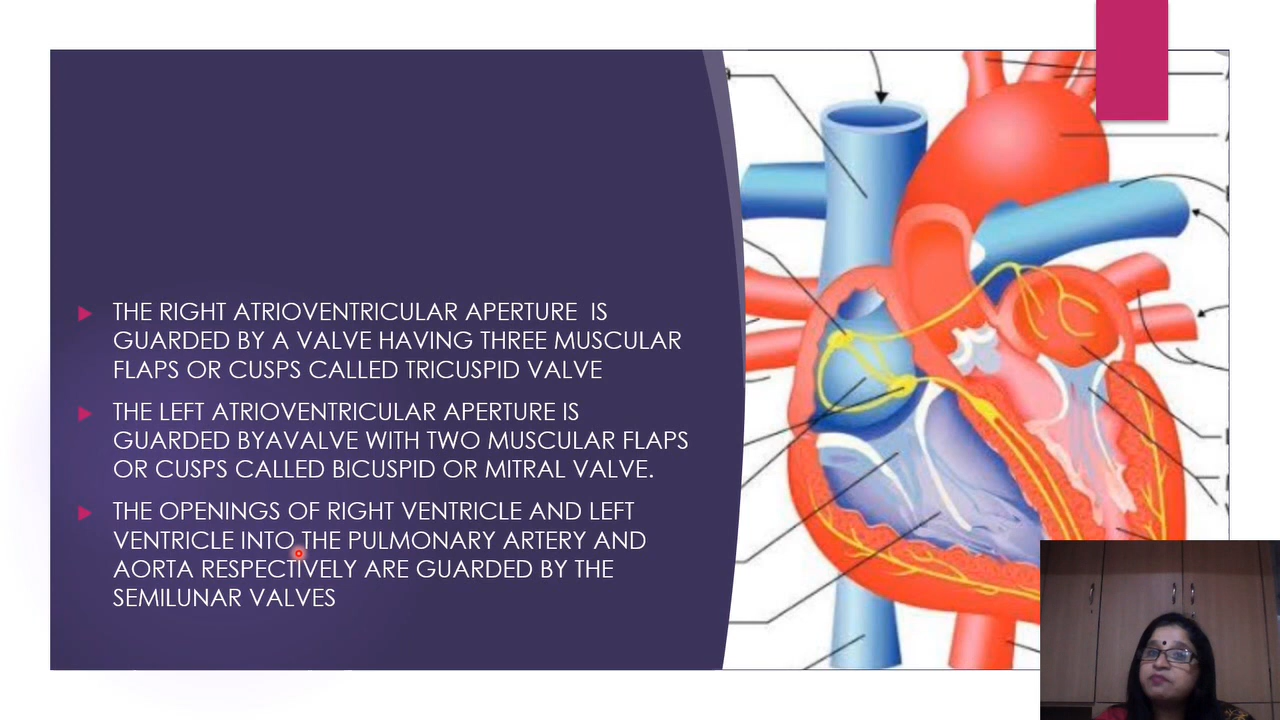 THE RIGHT ATRIOVENTRICULAR APERTURE IS
GUARDED BY A VALVE HAVING THREE MUSCULAR
FLAPS OR CUSPS CALLED TRICUSPID VALVE
THE LEFT ATRIOVENTRICULAR APERTURE IS
GUARDED BYAVALVE WITH TWO MUSCULAR FLAPS
OR CUSPS CALLED BICUSPID OR MITRAL VALVE.
THE OPENINGS OF RIGHT VENTRICLE AND LEFT
VENTRICLE INTO THE PULMONARY ARTERY AND
AORTA RESPECTIVELY ARE GUARDED BY THE
SEMILUNAR VALVES